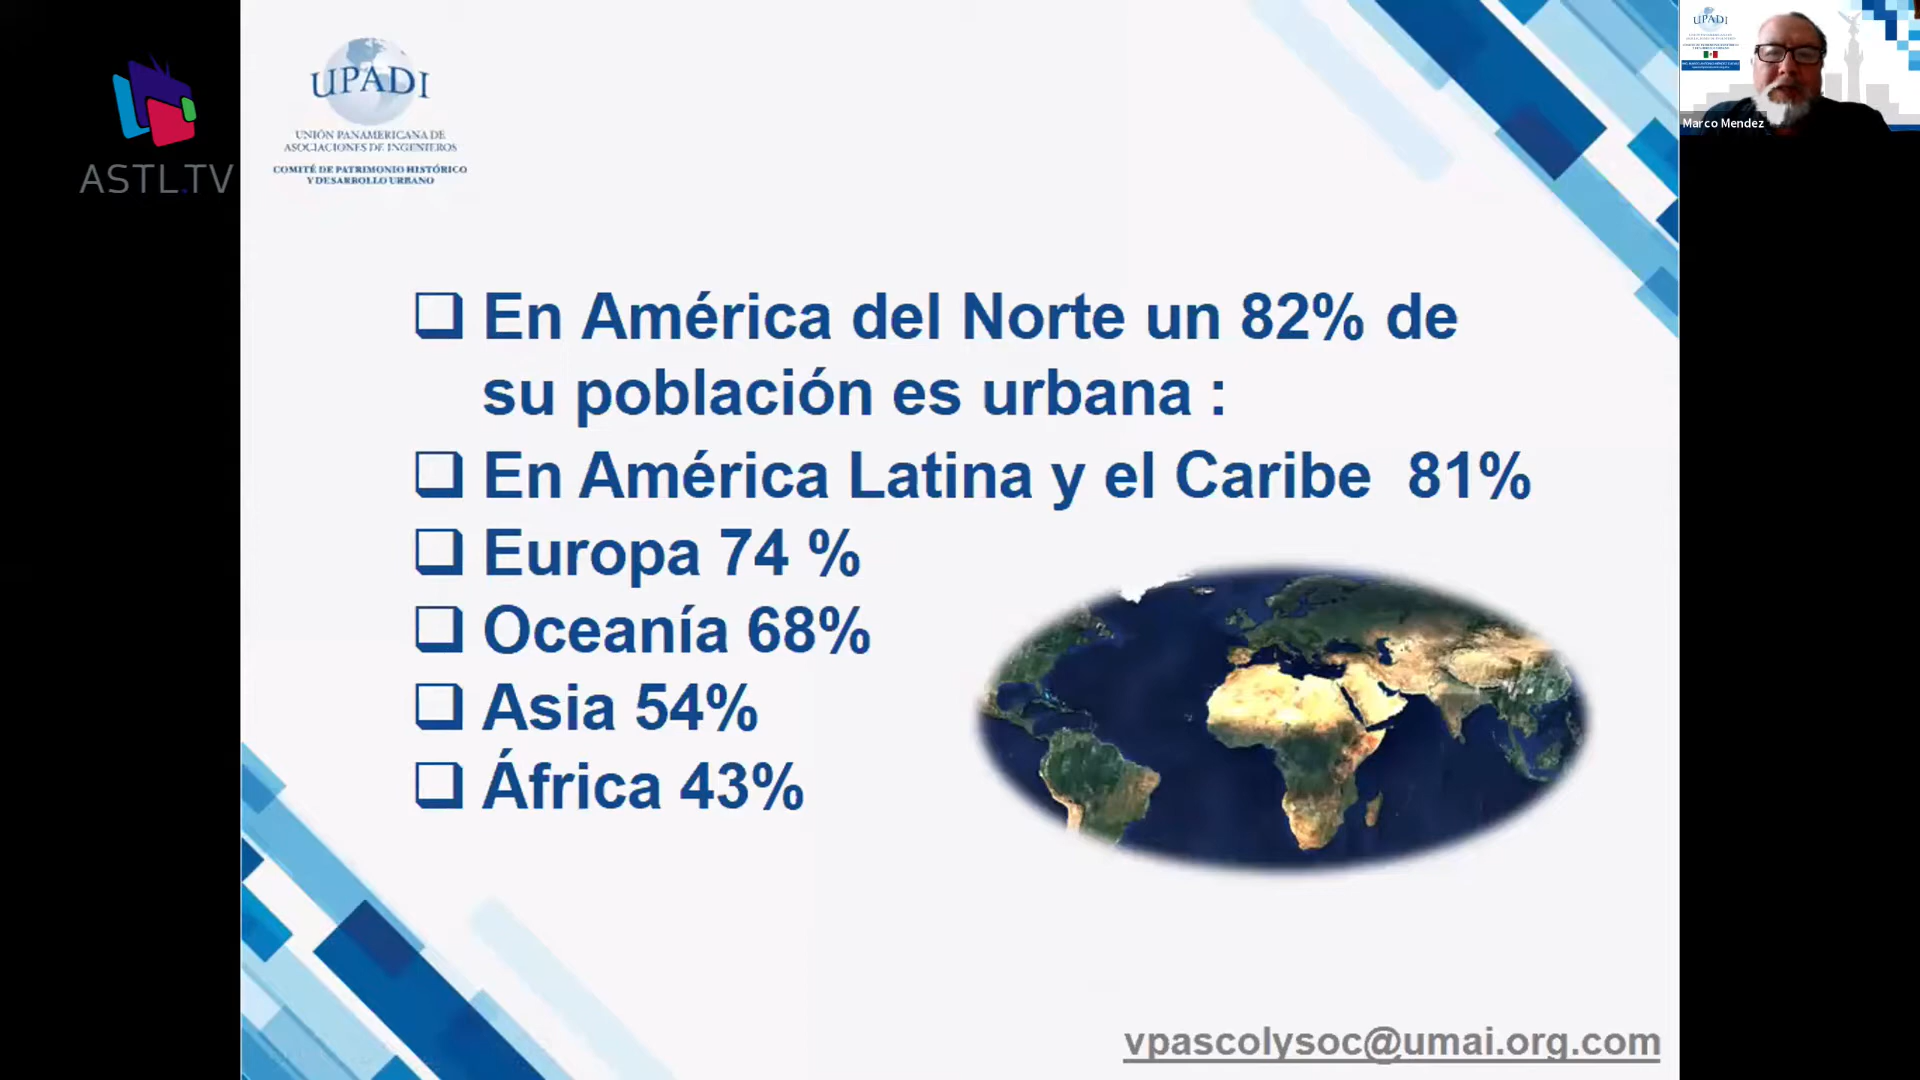 ASTL.TV
UPADI
UNIÓN PANAMERICANA DE
ASOCIACIONES DE INGENIEROS
COMITÉ DE PATRIMONIO HISTÓRICO
Y DESARROLLO URBANO
En América del Norte un 82% de
su población es urbana :
En América Latina y el Caribe 81%
Europa 74 %
Oceanía 68%
Asia 54%
África 43%
vpascolysoc@umai.org.com
UPADI
Marco Mendez